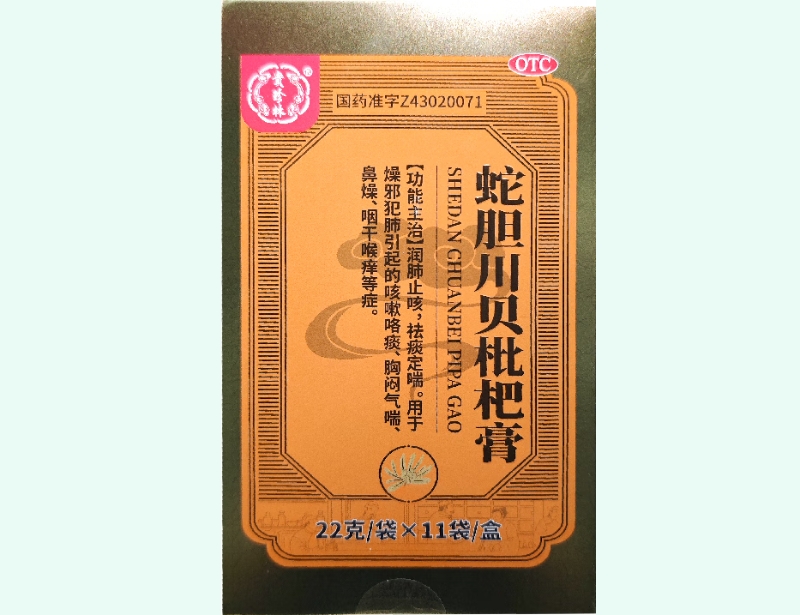 OTC
養珍林
®
国药准字Z43020071
蛇胆川贝枇杷膏
SHEDAN CHUANBEI PIPA GAO
【功能主治】润肺止咳，祛痰定喘。用于
燥邪犯肺引起的咳嗽咯痰、胸闷气喘、
鼻燥、咽干喉痒等症。
22克/袋×11袋/盒